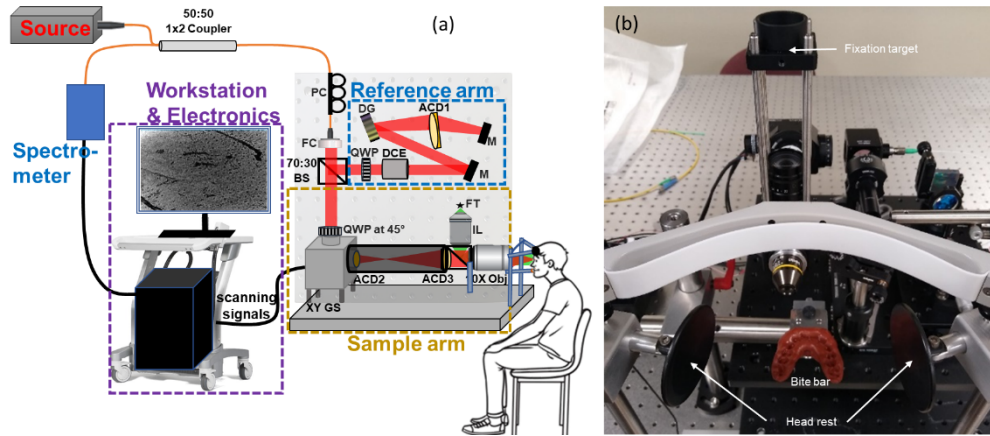 50:50
1x2 Coupler
(a)
Source
Workstation
& Electronics
Spectro-
meter
PC
FC
Reference arm
DG
ACD1
QWP
DCE
M
M
70:30
BS
FT
IL
QWP at 45°
ACD2
ACD3
0X Obj
XY GS
scanning
signals
Sample arm
(b)
Fixation target
Bite bar
Head rest